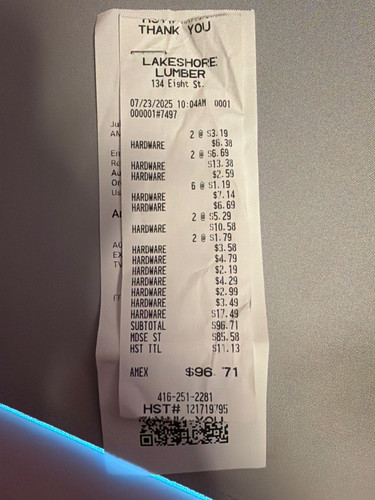 THANK YOU
LAKESHORE
LUMBER
134 Eight St.
07/23/2025 10:04AM 0001
000001#7497
2 @ $3.19
HARDWARE $6.38
2 @ $6.69
HARDWARE $13.38
HARDWARE $2.59
6 @ $1.19
HARDWARE $7.14
HARDWARE $6.69
2 @ $5.29
HARDWARE $10.58
2 @ $1.79
HARDWARE $3.58
HARDWARE $4.79
HARDWARE $2.19
HARDWARE $4.29
HARDWARE $2.99
HARDWARE $3.49
HARDWARE $17.49
SUBTOTAL $96.71
MDSE ST $85.58
HST TTL $11.13
AMEX $96.71
416-251-2281
HST# 121719795
THANK YOU